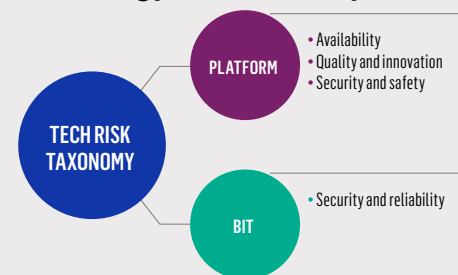 TECH RISK
TAXONOMY
PLATFORM
• Availability
• Quality and innovation
• Security and safety
BIT
• Security and reliability